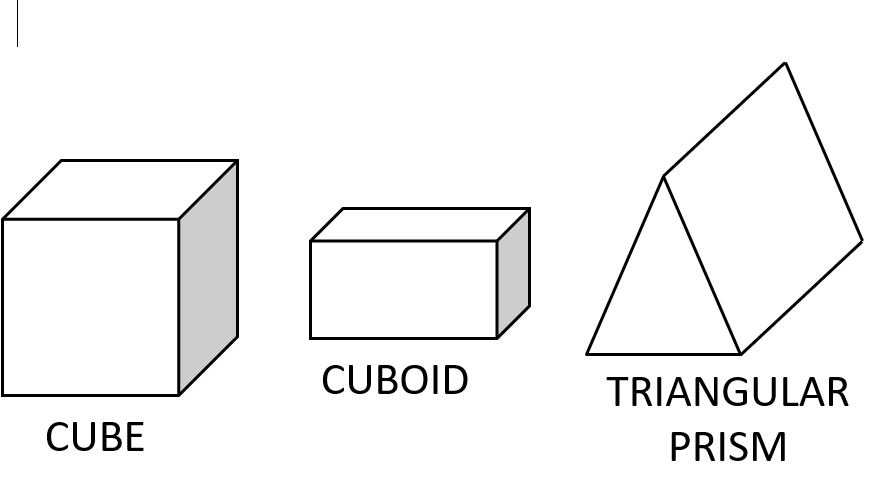 CUBE
CUBOID
TRIANGULAR
PRISM